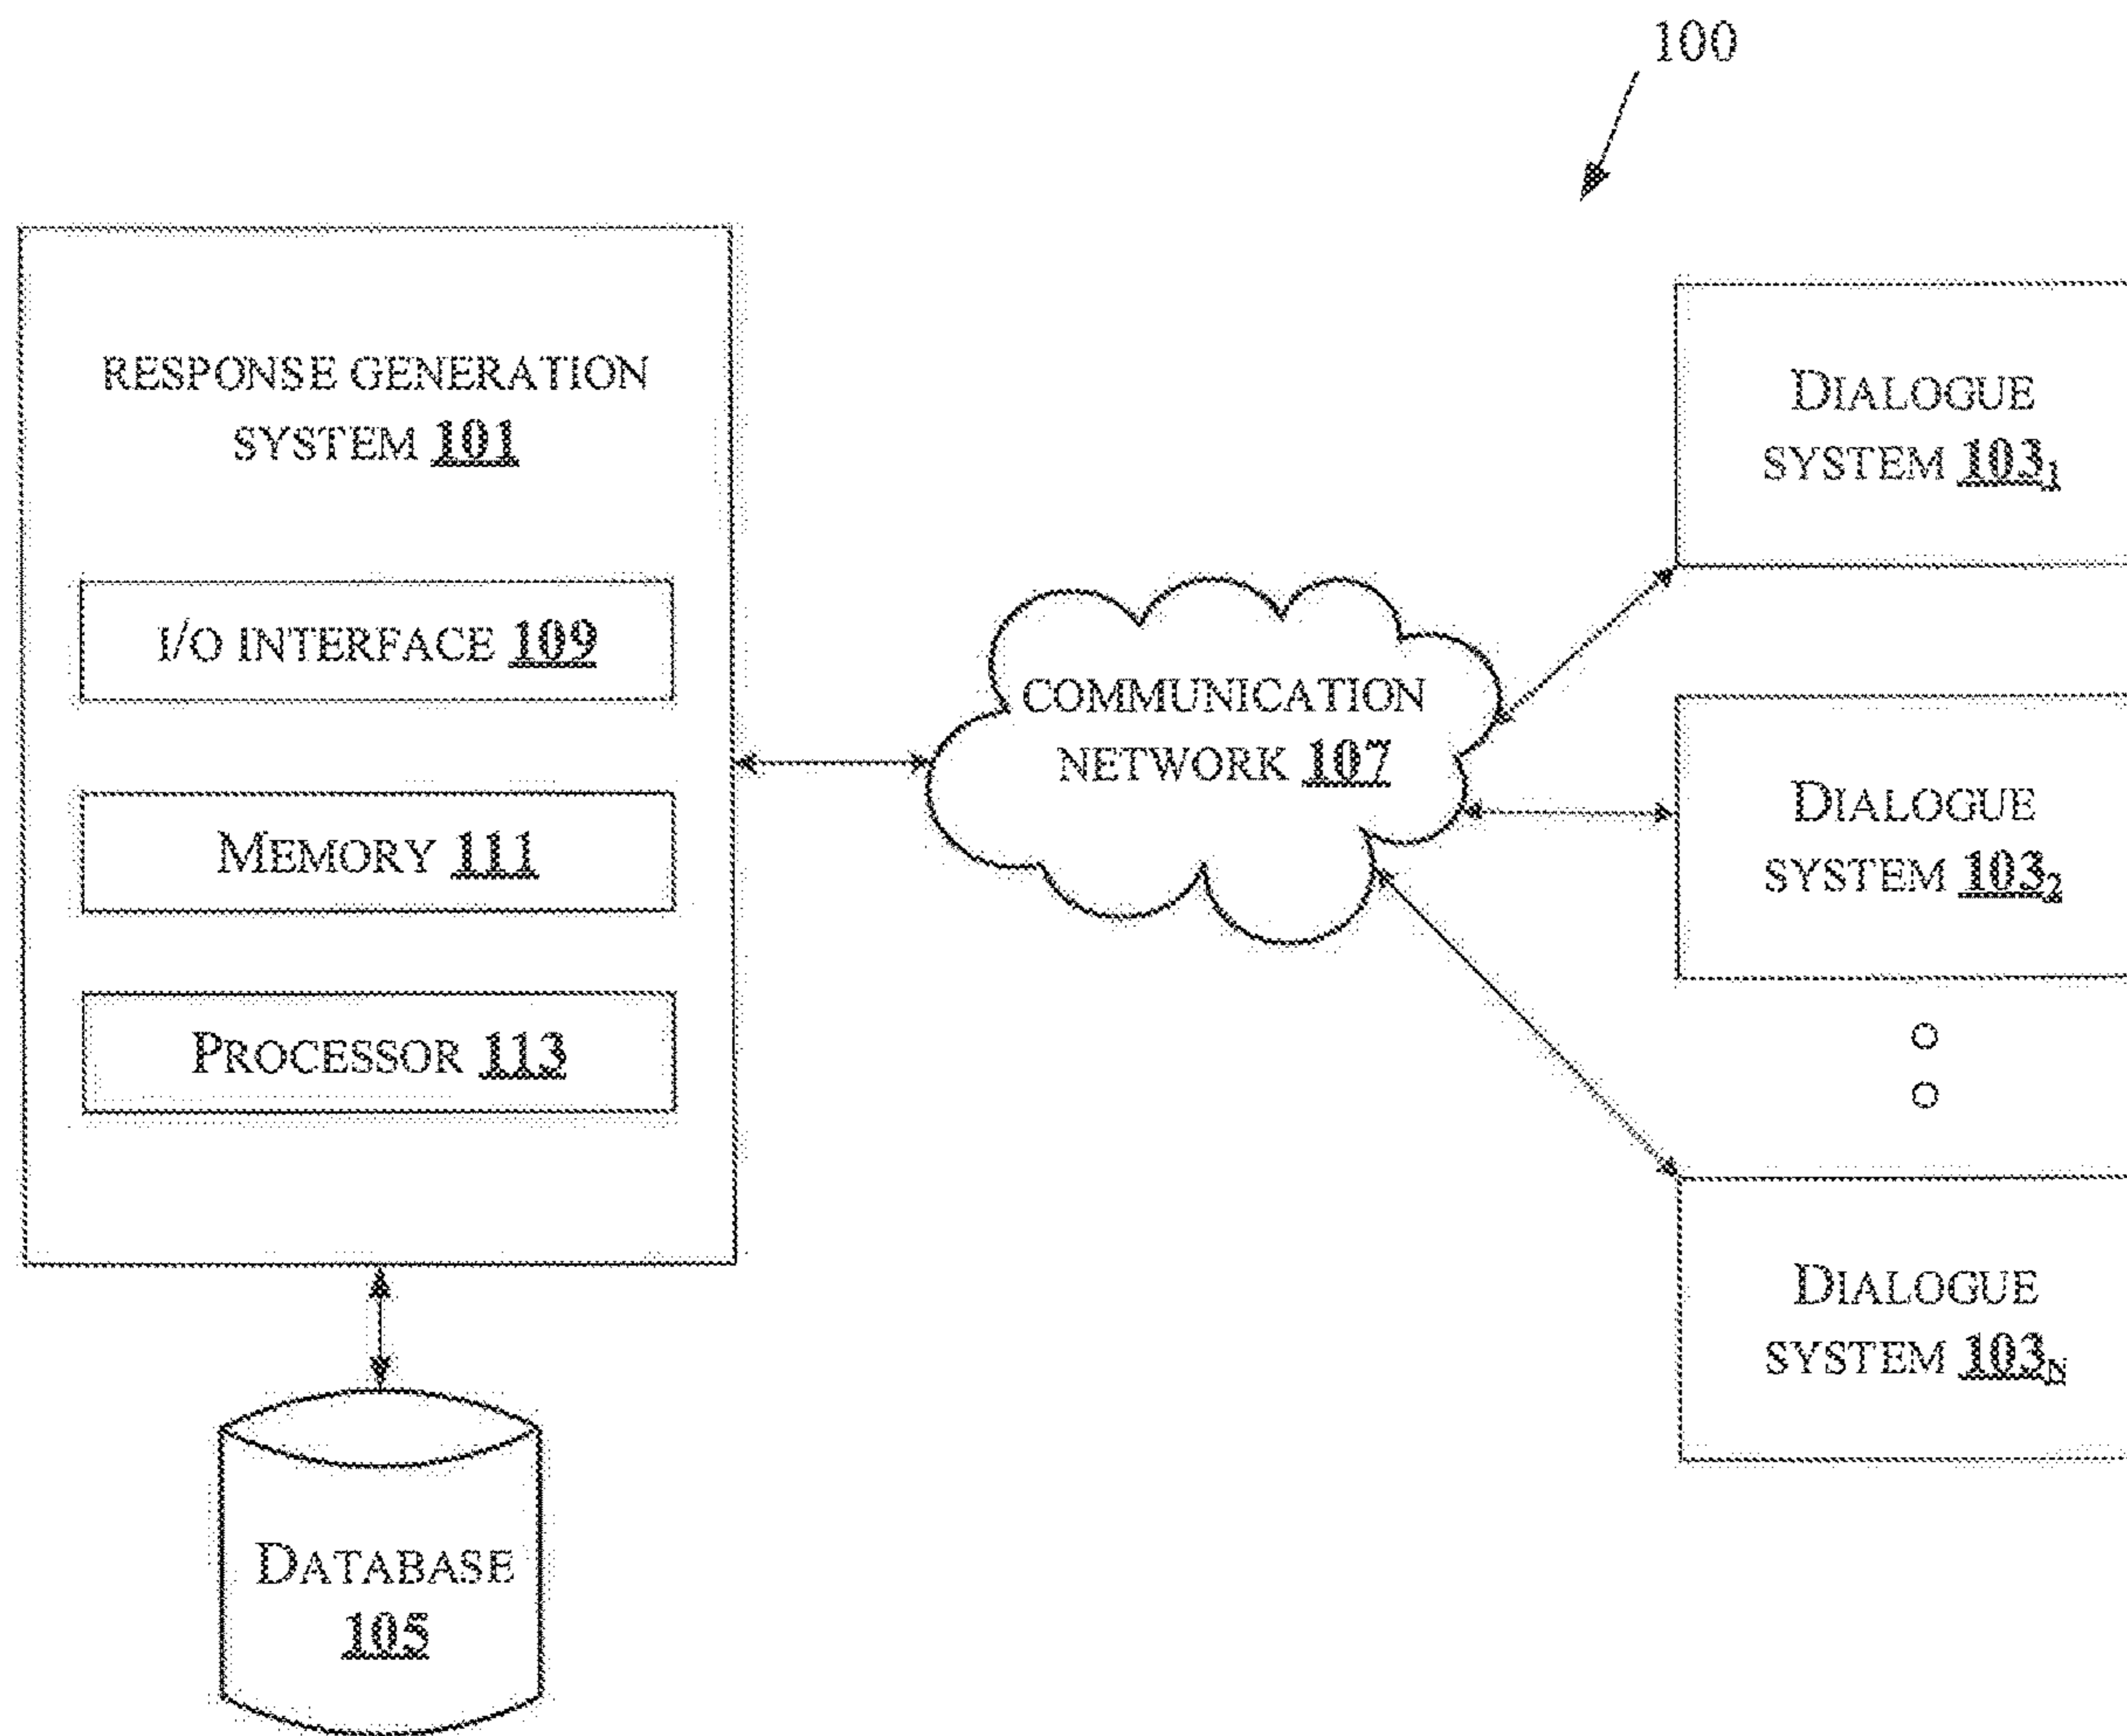 100
RESPONSE GENERATION
SYSTEM 101
I/O INTERFACE 109
MEMORY 111
PROCESSOR 113
DATABASE
105
COMMUNICATION
NETWORK 107
DIALOGUE
SYSTEM 103₁
DIALOGUE
SYSTEM 103₂
DIALOGUE
SYSTEM 103N